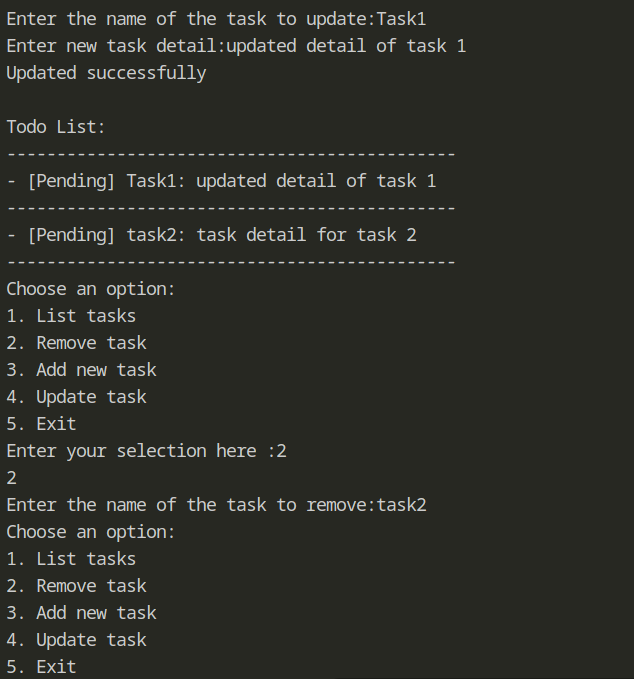 Enter the name of the task to update:Task1
Enter new task detail:updated detail of task 1
Updated successfully

Todo List:
---------------------------------------------
- [Pending] Task1: updated detail of task 1
---------------------------------------------
- [Pending] task2: task detail for task 2
---------------------------------------------
Choose an option:
1. List tasks
2. Remove task
3. Add new task
4. Update task
5. Exit
Enter your selection here :2
2
Enter the name of the task to remove:task2
Choose an option:
1. List tasks
2. Remove task
3. Add new task
4. Update task
5. Exit